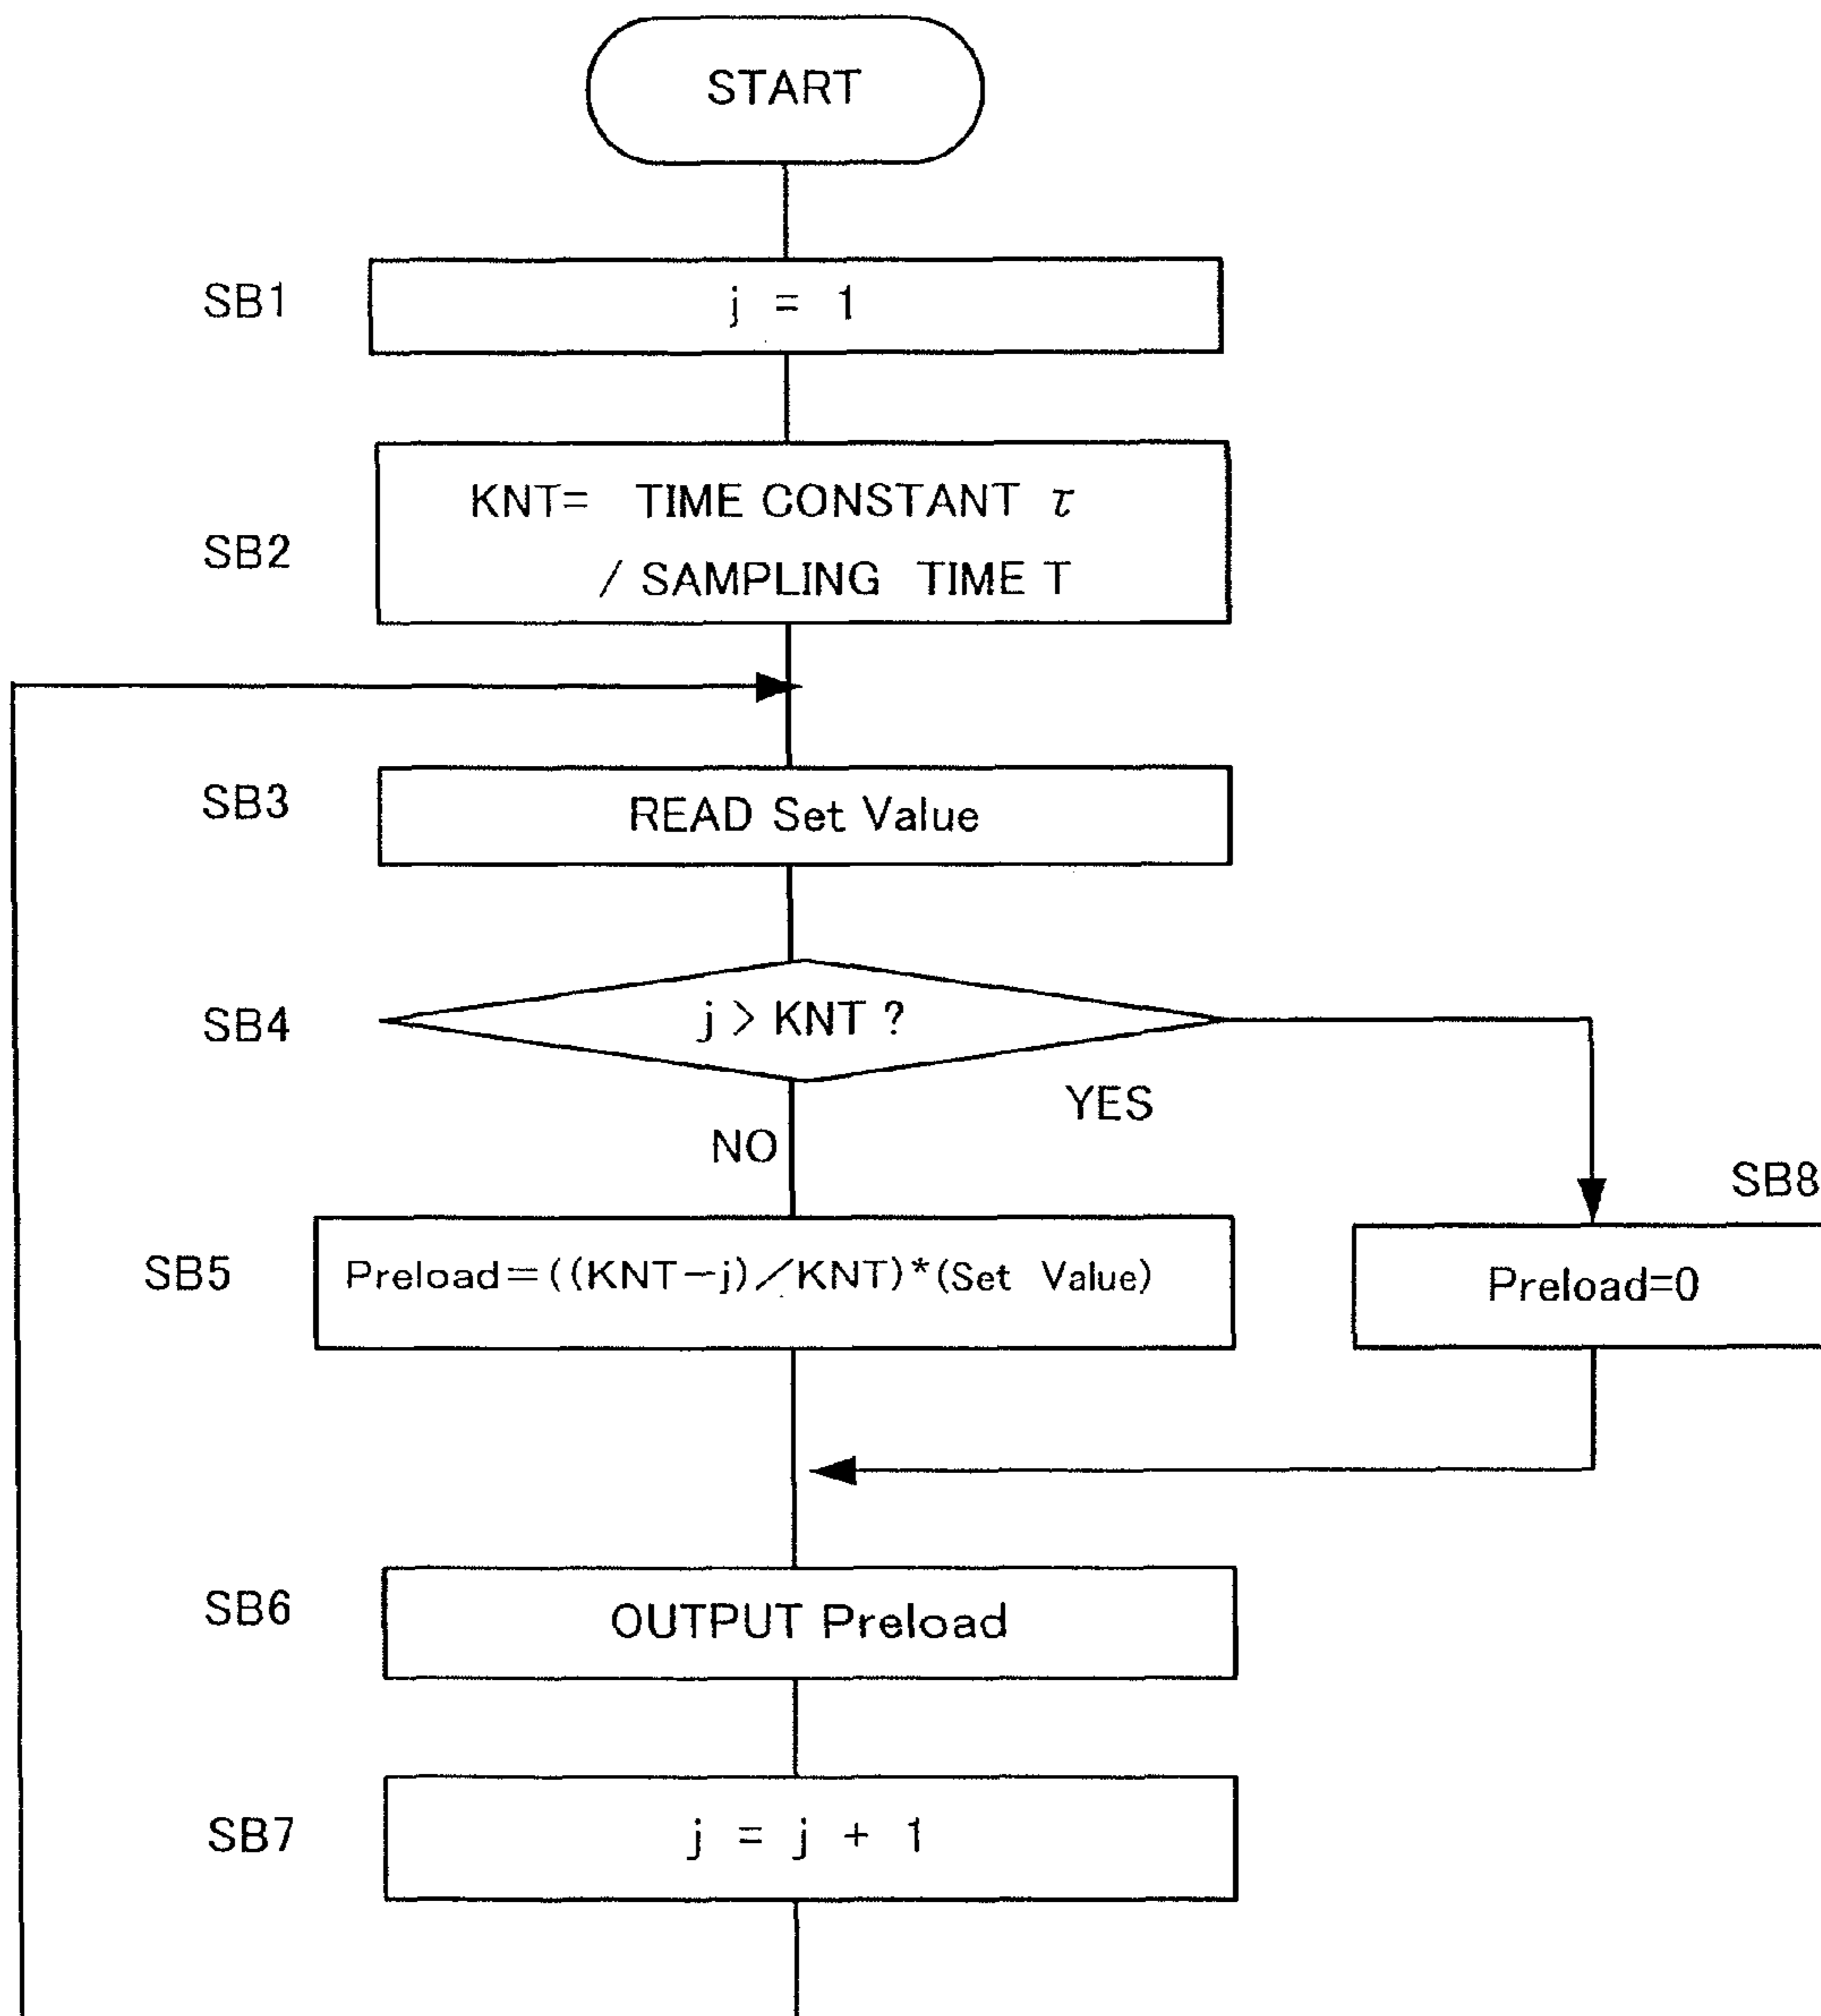 START
SB1
j = 1
SB2
KNT= TIME CONSTANT τ
/ SAMPLING TIME T
SB3
READ Set Value
SB4
j > KNT ?
YES
NO
SB8
SB5
Preload=((KNT-j)/KNT)*(Set Value)
Preload=0
SB6
OUTPUT Preload
SB7
j = j + 1